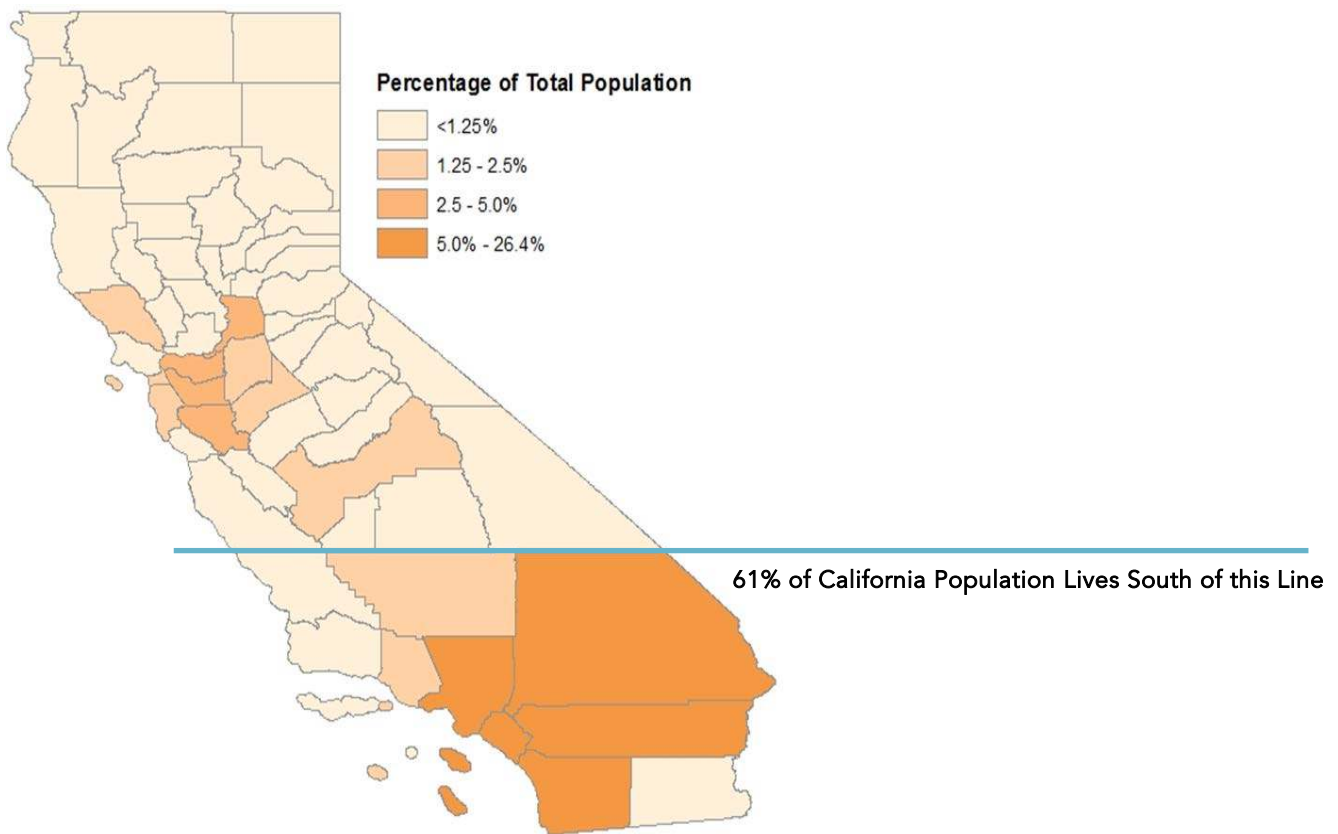 Percentage of Total Population
<1.25%
1.25 - 2.5%
2.5 - 5.0%
5.0% - 26.4%
61% of California Population Lives South of this Line